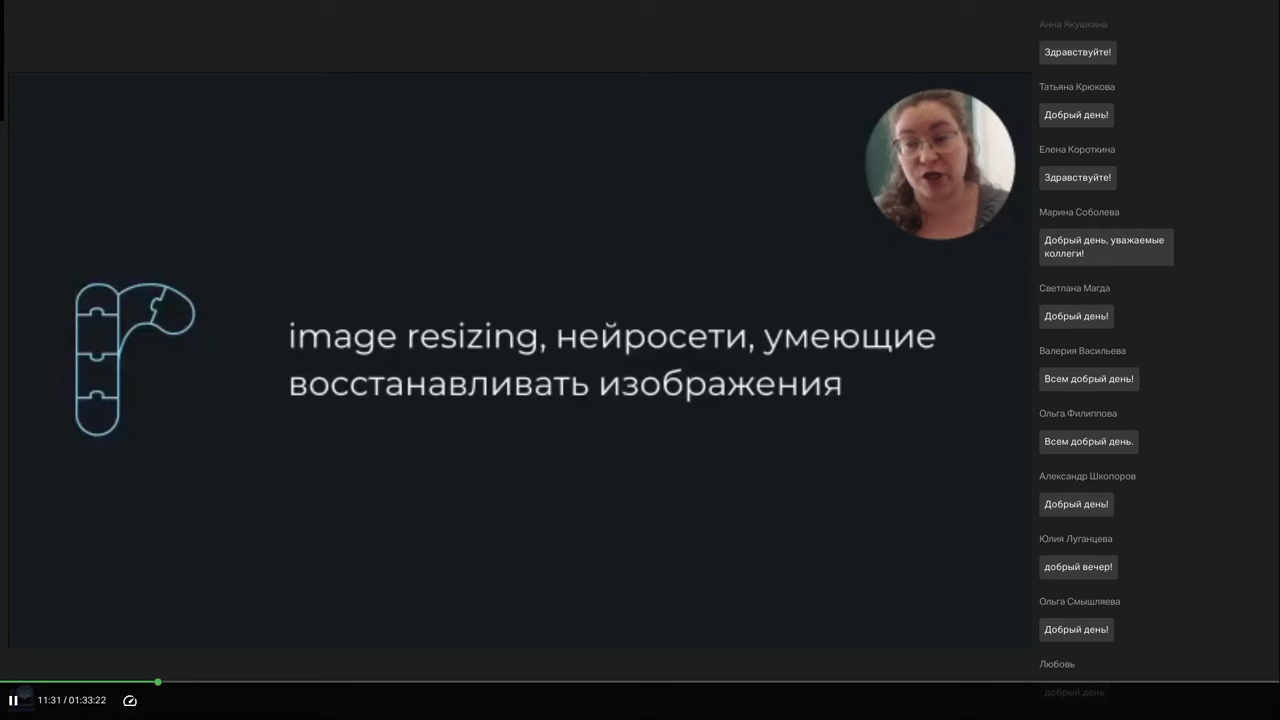 image resizing, нейросети, умеющие
восстанавливать изображения
Анна Якушкина
Здравствуйте!
Татьяна Крюкова
Добрый день!
Елена Короткина
Здравствуйте!
Марина Соболева
Добрый день, уважаемые
коллеги!
Светлана Магда
Добрый день!
Валерия Васильева
Всем добрый день!
Ольга Филиппова
Всем добрый день.
Александр Шкопоров
Добрый день!
Юлия Луганцева
добрый вечер!
Ольга Смышляева
Добрый день!
Любовь
добрый день
11:31 / 01:33:22